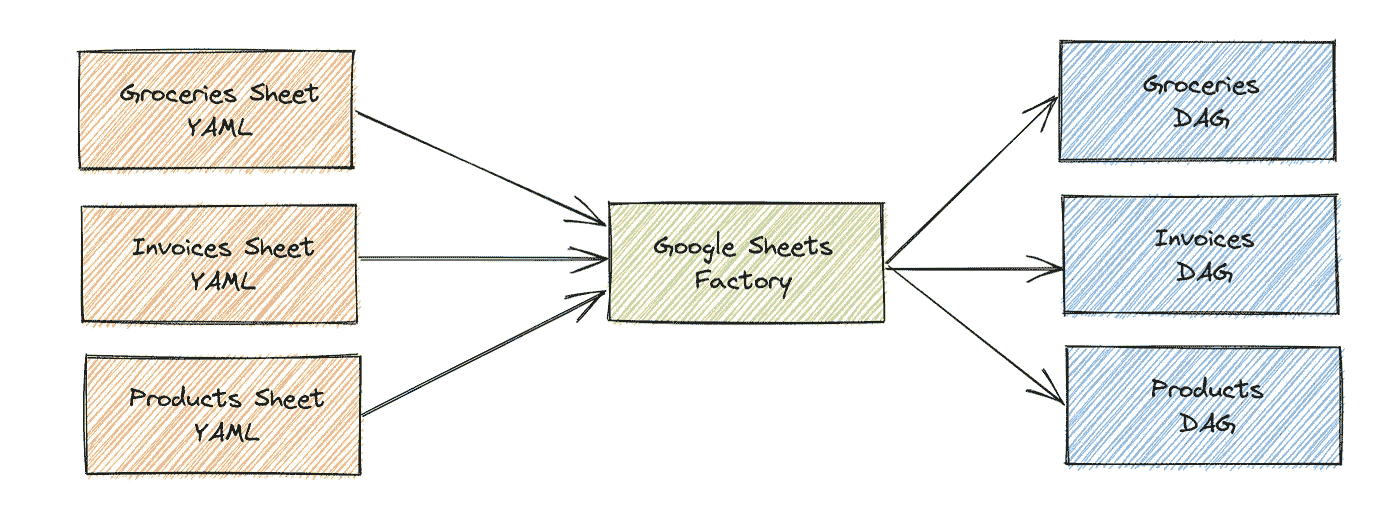 Groceries Sheet
YAML
Invoices Sheet
YAML
Products Sheet
YAML
Google Sheets
Factory
Groceries
DAG
Invoices
DAG
Products
DAG